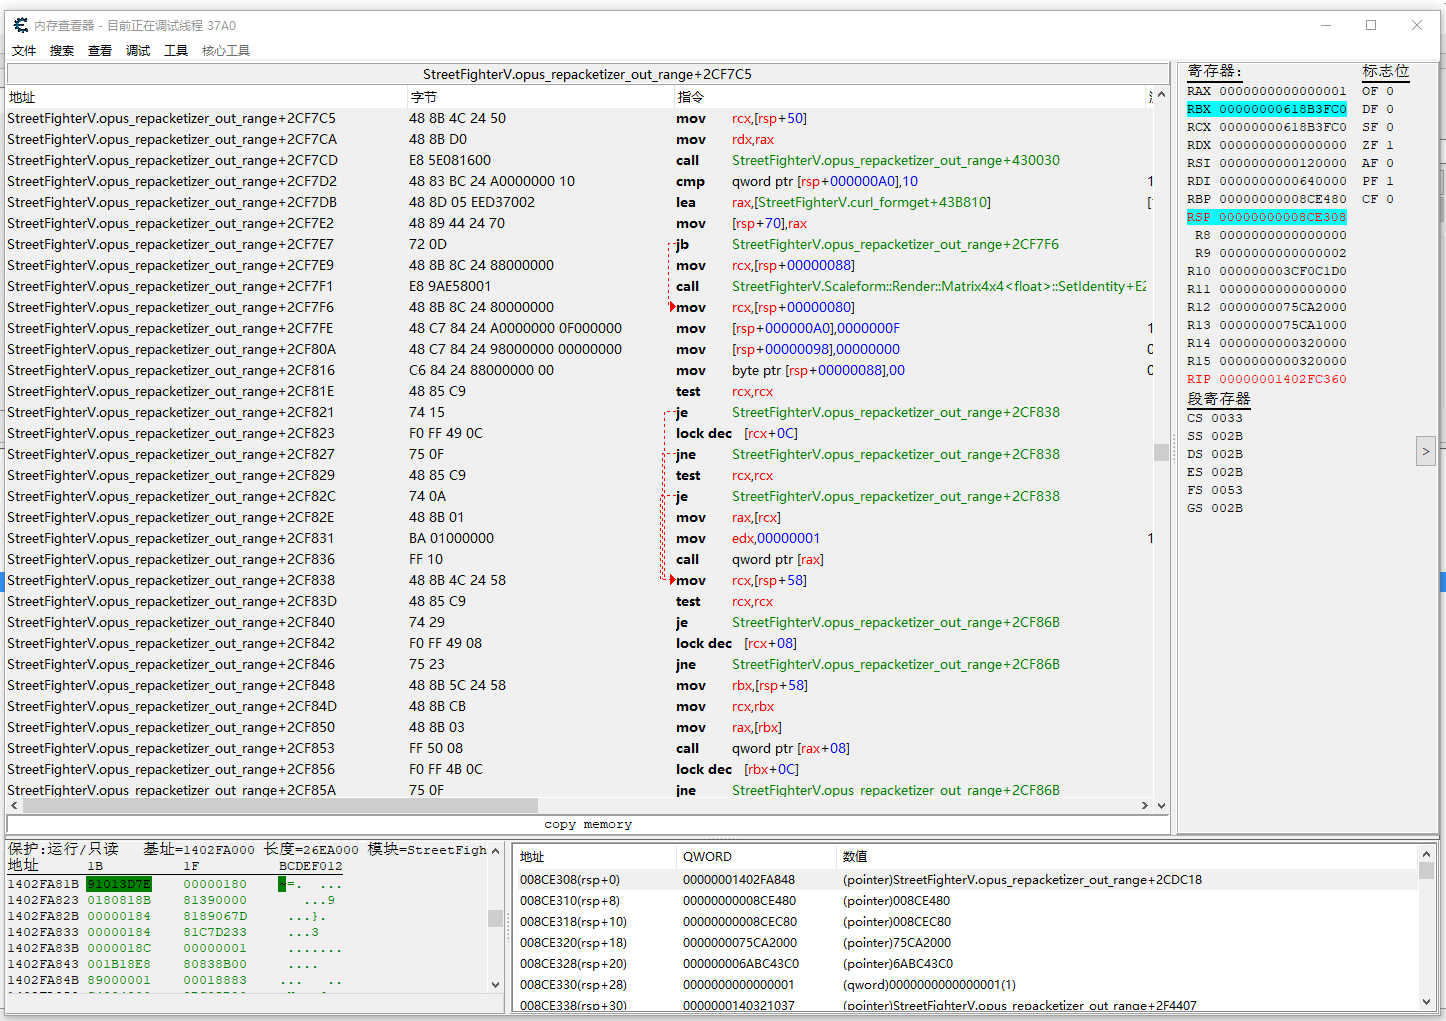 内存查看器 - 目前正在调试线程 37A0
文件 搜索 查看 调试 工具 核心工具
StreetFighterV.opus_repacketizer_out_range+2CF7C5
地址 字节 指令
StreetFighterV.opus_repacketizer_out_range+2CF7C5 48 8B 4C 24 50 mov rcx,[rsp+50]
StreetFighterV.opus_repacketizer_out_range+2CF7CA 48 8B D0 mov rdx,rax
StreetFighterV.opus_repacketizer_out_range+2CF7CD E8 5E081600 call StreetFighterV.opus_repacketizer_out_range+430030
StreetFighterV.opus_repacketizer_out_range+2CF7D2 48 83 BC 24 A0000000 10 cmp qword ptr [rsp+000000A0],10 1
StreetFighterV.opus_repacketizer_out_range+2CF7DB 48 8D 05 EED37002 lea rax,[StreetFighterV.curl_formget+43B810] [
StreetFighterV.opus_repacketizer_out_range+2CF7E2 48 89 44 24 70 mov [rsp+70],rax
StreetFighterV.opus_repacketizer_out_range+2CF7E7 72 0D jb StreetFighterV.opus_repacketizer_out_range+2CF7F6
StreetFighterV.opus_repacketizer_out_range+2CF7E9 48 8B 8C 24 88000000 mov rcx,[rsp+00000088]
StreetFighterV.opus_repacketizer_out_range+2CF7F1 E8 9AE58001 call StreetFighterV.Scaleform::Render::Matrix4x4<float>::SetIdentity+E2
StreetFighterV.opus_repacketizer_out_range+2CF7F6 48 8B 8C 24 80000000 mov rcx,[rsp+00000080]
StreetFighterV.opus_repacketizer_out_range+2CF7FE 48 C7 84 24 A0000000 0F000000 mov [rsp+000000A0],0000000F 1
StreetFighterV.opus_repacketizer_out_range+2CF80A 48 C7 84 24 98000000 00000000 mov [rsp+00000098],00000000 0
StreetFighterV.opus_repacketizer_out_range+2CF816 C6 84 24 88000000 00 mov byte ptr [rsp+00000088],00 0
StreetFighterV.opus_repacketizer_out_range+2CF81E 48 85 C9 test rcx,rcx
StreetFighterV.opus_repacketizer_out_range+2CF821 74 15 je StreetFighterV.opus_repacketizer_out_range+2CF838
StreetFighterV.opus_repacketizer_out_range+2CF823 F0 FF 49 0C lock dec [rcx+0C]
StreetFighterV.opus_repacketizer_out_range+2CF827 75 0F jne StreetFighterV.opus_repacketizer_out_range+2CF838
StreetFighterV.opus_repacketizer_out_range+2CF829 48 85 C9 test rcx,rcx
StreetFighterV.opus_repacketizer_out_range+2CF82C 74 0A je StreetFighterV.opus_repacketizer_out_range+2CF838
StreetFighterV.opus_repacketizer_out_range+2CF82E 48 8B 01 mov rax,[rcx]
StreetFighterV.opus_repacketizer_out_range+2CF831 BA 01000000 mov edx,00000001 1
StreetFighterV.opus_repacketizer_out_range+2CF836 FF 10 call qword ptr [rax]
StreetFighterV.opus_repacketizer_out_range+2CF838 48 8B 4C 24 58 mov rcx,[rsp+58]
StreetFighterV.opus_repacketizer_out_range+2CF83D 48 85 C9 test rcx,rcx
StreetFighterV.opus_repacketizer_out_range+2CF840 74 29 je StreetFighterV.opus_repacketizer_out_range+2CF86B
StreetFighterV.opus_repacketizer_out_range+2CF842 F0 FF 49 08 lock dec [rcx+08]
StreetFighterV.opus_repacketizer_out_range+2CF846 75 23 jne StreetFighterV.opus_repacketizer_out_range+2CF86B
StreetFighterV.opus_repacketizer_out_range+2CF848 48 8B 5C 24 58 mov rbx,[rsp+58]
StreetFighterV.opus_repacketizer_out_range+2CF84D 48 8B CB mov rcx,rbx
StreetFighterV.opus_repacketizer_out_range+2CF850 48 8B 03 mov rax,[rbx]
StreetFighterV.opus_repacketizer_out_range+2CF853 FF 50 08 call qword ptr [rax+08]
StreetFighterV.opus_repacketizer_out_range+2CF856 F0 FF 4B 0C lock dec [rbx+0C]
StreetFighterV.opus_repacketizer_out_range+2CF85A 75 0F jne StreetFighterV.opus_repacketizer_out_range+2CF86B
copy memory
寄存器: 标志位
RAX 0000000000000001 OF 0
RBX 00000000618B3FC0 DF 0
RCX 00000000618B3FC0 SF 0
RDX 0000000000000000 ZF 1
RSI 0000000000120000 AF 0
RDI 0000000000640000 PF 1
RBP 00000000008CE480 CF 0
RSP 00000000008CE308
R8 0000000000000000
R9 0000000000000002
R10 000000003CF0C1D0
R11 0000000000000000
R12 0000000075CA2000
R13 0000000075CA1000
R14 0000000000320000
R15 0000000000320000
RIP 00000001402FC360
段寄存器
CS 0033
SS 002B
DS 002B
ES 002B
FS 0053
GS 002B
>
保护:运行/只读 基址=1402FA000 长度=26EA000 模块=StreetFigh
地址 1B 1F BCDEF012
1402FA81B 91013D7E 00000180 .=. ...
1402FA823 0180818B 81390000 ...9
1402FA82B 00000184 8189067D ...}.
1402FA833 00000184 81C7D233 ...3
1402FA83B 0000018C 00000001 .......
1402FA843 001B18E8 80838B00 ....
1402FA84B 89000001 00018883 ... ..
地址 QWORD 数值
008CE308(rsp+0) 00000001402FA848 (pointer)StreetFighterV.opus_repacketizer_out_range+2CDC18
008CE310(rsp+8) 00000000008CE480 (pointer)008CE480
008CE318(rsp+10) 00000000008CEC80 (pointer)008CEC80
008CE320(rsp+18) 0000000075CA2000 (pointer)75CA2000
008CE328(rsp+20) 000000006ABC43C0 (pointer)6ABC43C0
008CE330(rsp+28) 0000000000000001 (qword)0000000000000001(1)
008CE338(rsp+30) 0000000140321037 (pointer)StreetFighterV.opus_repacketizer_out_range+2F4407